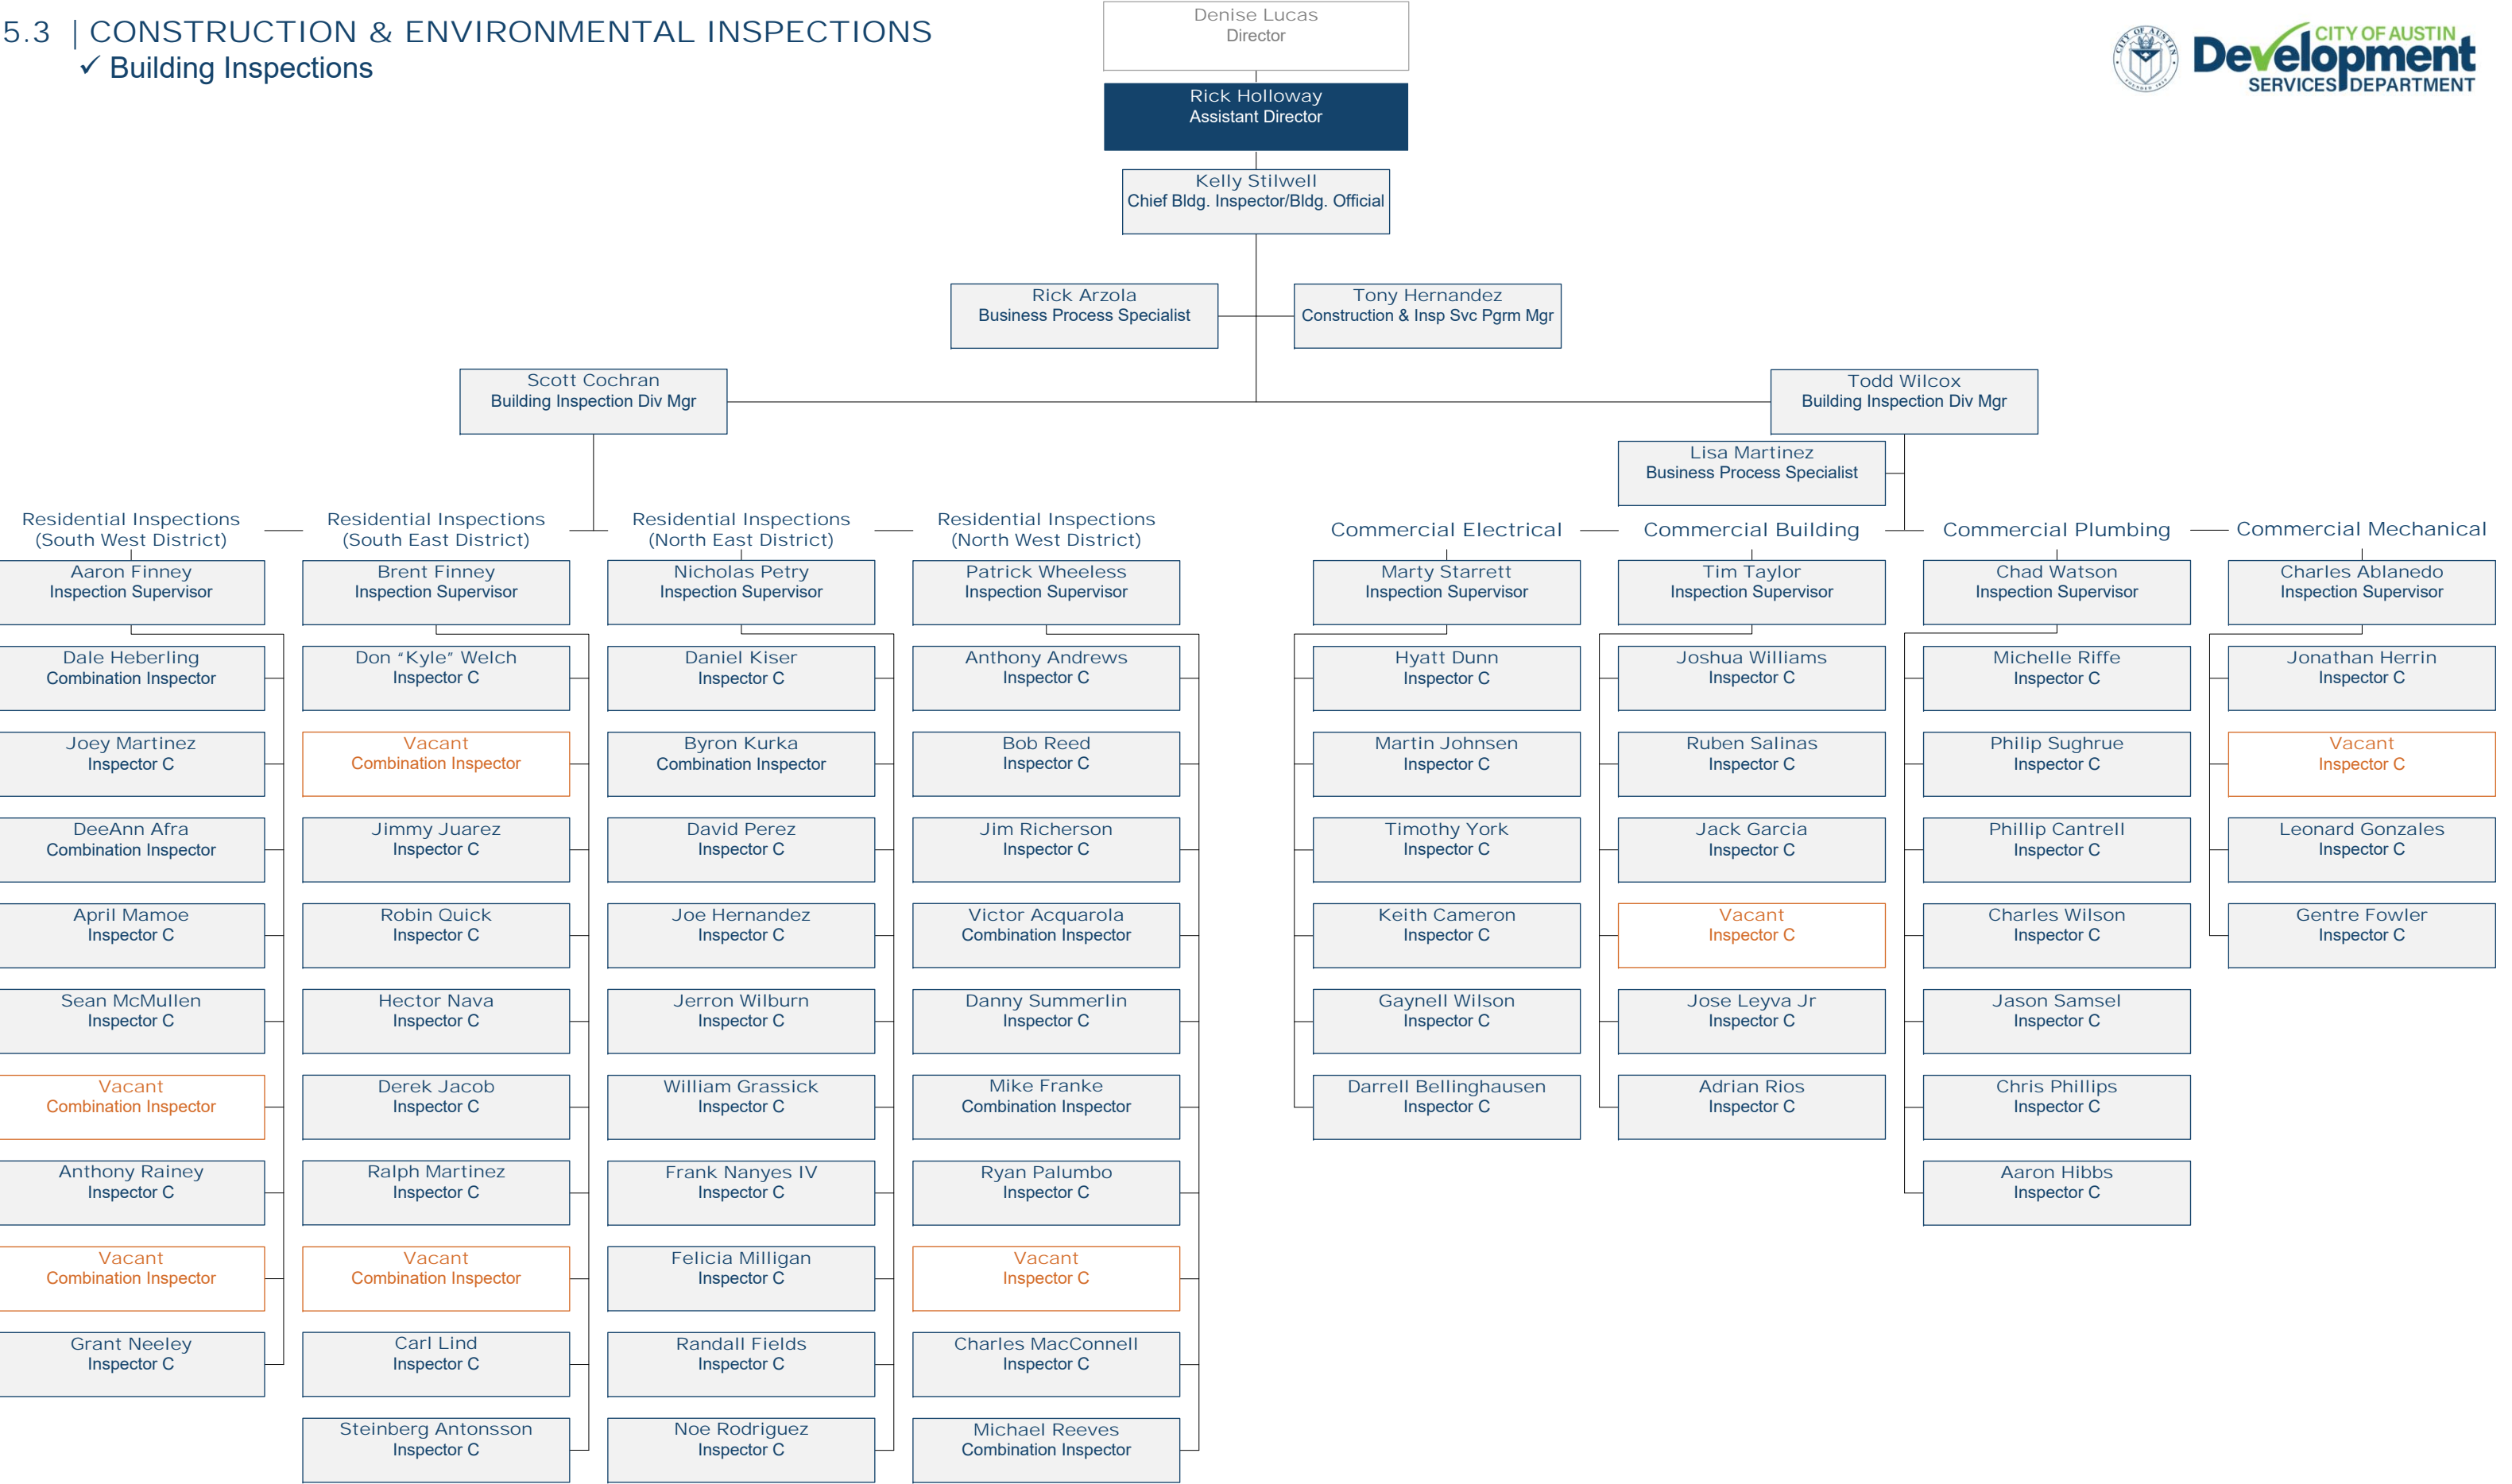 5.3 | CONSTRUCTION & ENVIRONMENTAL INSPECTIONS
✓ Building Inspections
CITY OF AUSTIN
Development
SERVICES DEPARTMENT
Denise Lucas
Director
Rick Holloway
Assistant Director
Kelly Stilwell
Chief Bldg. Inspector/Bldg. Official
Rick Arzola
Business Process Specialist
Tony Hernandez
Construction & Insp Svc Pgrm Mgr
Scott Cochran
Building Inspection Div Mgr
Todd Wilcox
Building Inspection Div Mgr
Lisa Martinez
Business Process Specialist
Residential Inspections
(South West District)
Aaron Finney
Inspection Supervisor
Dale Heberling
Combination Inspector
Joey Martinez
Inspector C
DeeAnn Afra
Combination Inspector
April Mamoe
Inspector C
Sean McMullen
Inspector C
Vacant
Combination Inspector
Anthony Rainey
Inspector C
Vacant
Combination Inspector
Grant Neeley
Inspector C
Residential Inspections
(South East District)
Brent Finney
Inspection Supervisor
Don “Kyle” Welch
Inspector C
Vacant
Combination Inspector
Jimmy Juarez
Inspector C
Robin Quick
Inspector C
Hector Nava
Inspector C
Derek Jacob
Inspector C
Ralph Martinez
Inspector C
Vacant
Combination Inspector
Carl Lind
Inspector C
Steinberg Antonsson
Inspector C
Residential Inspections
(North East District)
Nicholas Petry
Inspection Supervisor
Daniel Kiser
Inspector C
Byron Kurka
Combination Inspector
David Perez
Inspector C
Joe Hernandez
Inspector C
Jerron Wilburn
Inspector C
William Grassick
Inspector C
Frank Nanyes IV
Inspector C
Felicia Milligan
Inspector C
Randall Fields
Inspector C
Noe Rodriguez
Inspector C
Residential Inspections
(North West District)
Patrick Wheeless
Inspection Supervisor
Anthony Andrews
Inspector C
Bob Reed
Inspector C
Jim Richerson
Inspector C
Victor Acquarola
Combination Inspector
Danny Summerlin
Inspector C
Mike Franke
Combination Inspector
Ryan Palumbo
Inspector C
Vacant
Inspector C
Charles MacConnell
Inspector C
Michael Reeves
Combination Inspector
Commercial Electrical
Marty Starrett
Inspection Supervisor
Hyatt Dunn
Inspector C
Martin Johnsen
Inspector C
Timothy York
Inspector C
Keith Cameron
Inspector C
Gaynell Wilson
Inspector C
Darrell Bellinghausen
Inspector C
Commercial Building
Tim Taylor
Inspection Supervisor
Joshua Williams
Inspector C
Ruben Salinas
Inspector C
Jack Garcia
Inspector C
Vacant
Inspector C
Jose Leyva Jr
Inspector C
Adrian Rios
Inspector C
Commercial Plumbing
Chad Watson
Inspection Supervisor
Michelle Riffe
Inspector C
Philip Sughrue
Inspector C
Phillip Cantrell
Inspector C
Charles Wilson
Inspector C
Jason Samsel
Inspector C
Chris Phillips
Inspector C
Aaron Hibbs
Inspector C
Commercial Mechanical
Charles Ablanedo
Inspection Supervisor
Jonathan Herrin
Inspector C
Vacant
Inspector C
Leonard Gonzales
Inspector C
Gentre Fowler
Inspector C